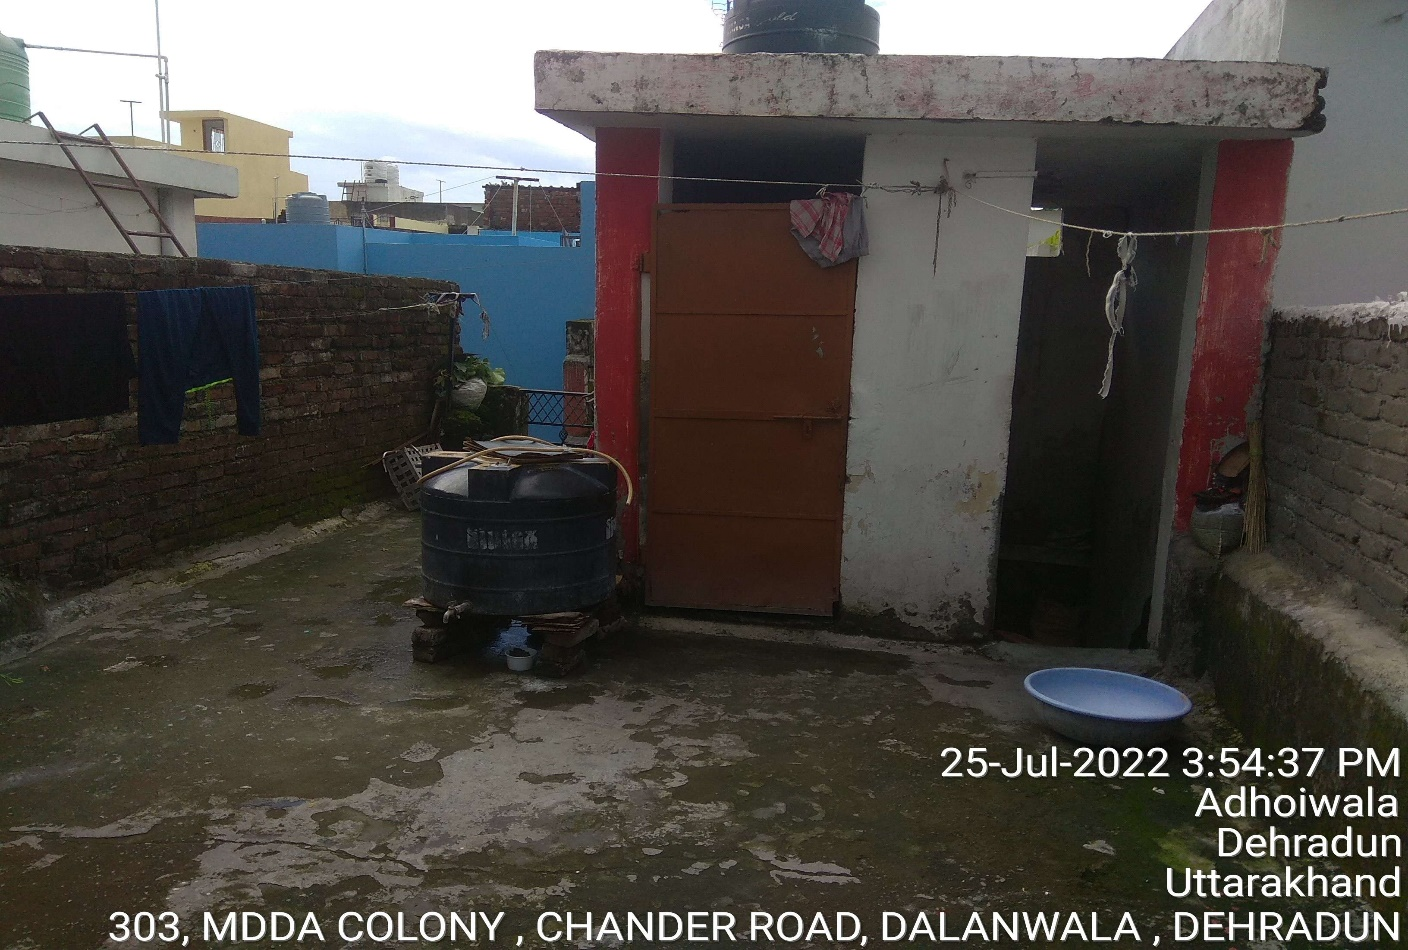 25-Jul-2022 3:54:37 PM
Adhoiwala
Dehradun
Uttarakhand
303, MDDA COLONY , CHANDER ROAD, DALANWALA , DEHRADUN